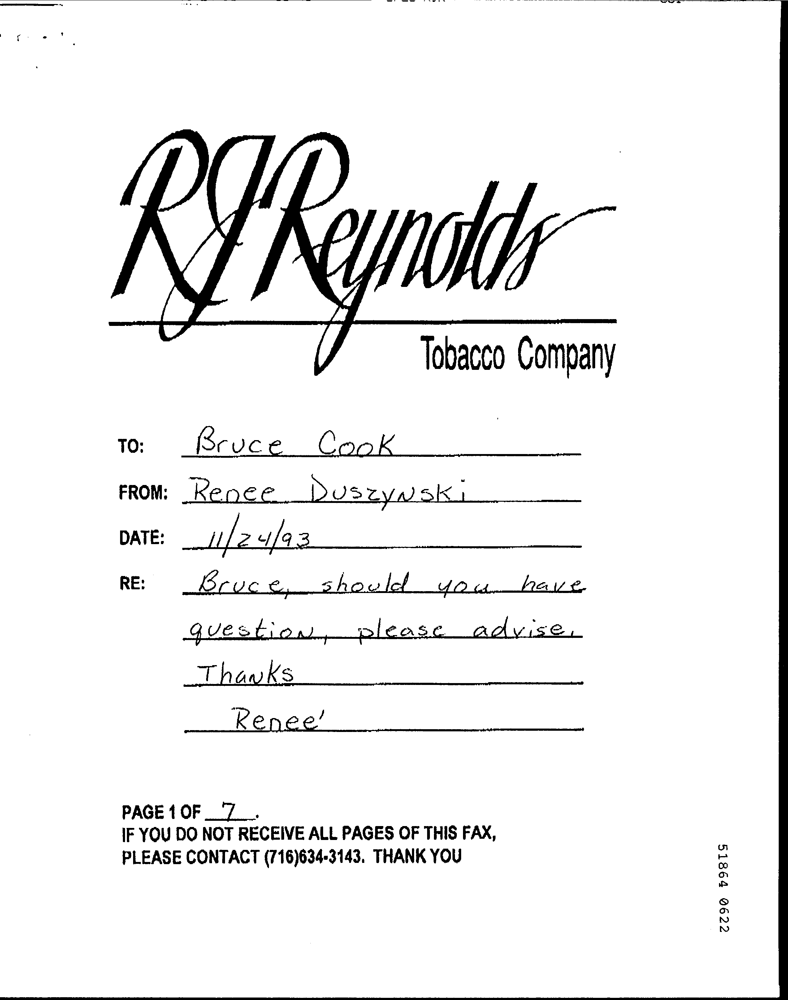 RJReynolds
Tobacco Company
TO: Bruce Cook
FROM: Renee Duszynski
DATE: 11/24/93
RE: Bruce, should you have
question, please advise.
Thanks
Renee'
PAGE 1 OF 7.
IF YOU DO NOT RECEIVE ALL PAGES OF THIS FAX,
PLEASE CONTACT (716)634-3143. THANK YOU
51864 0622